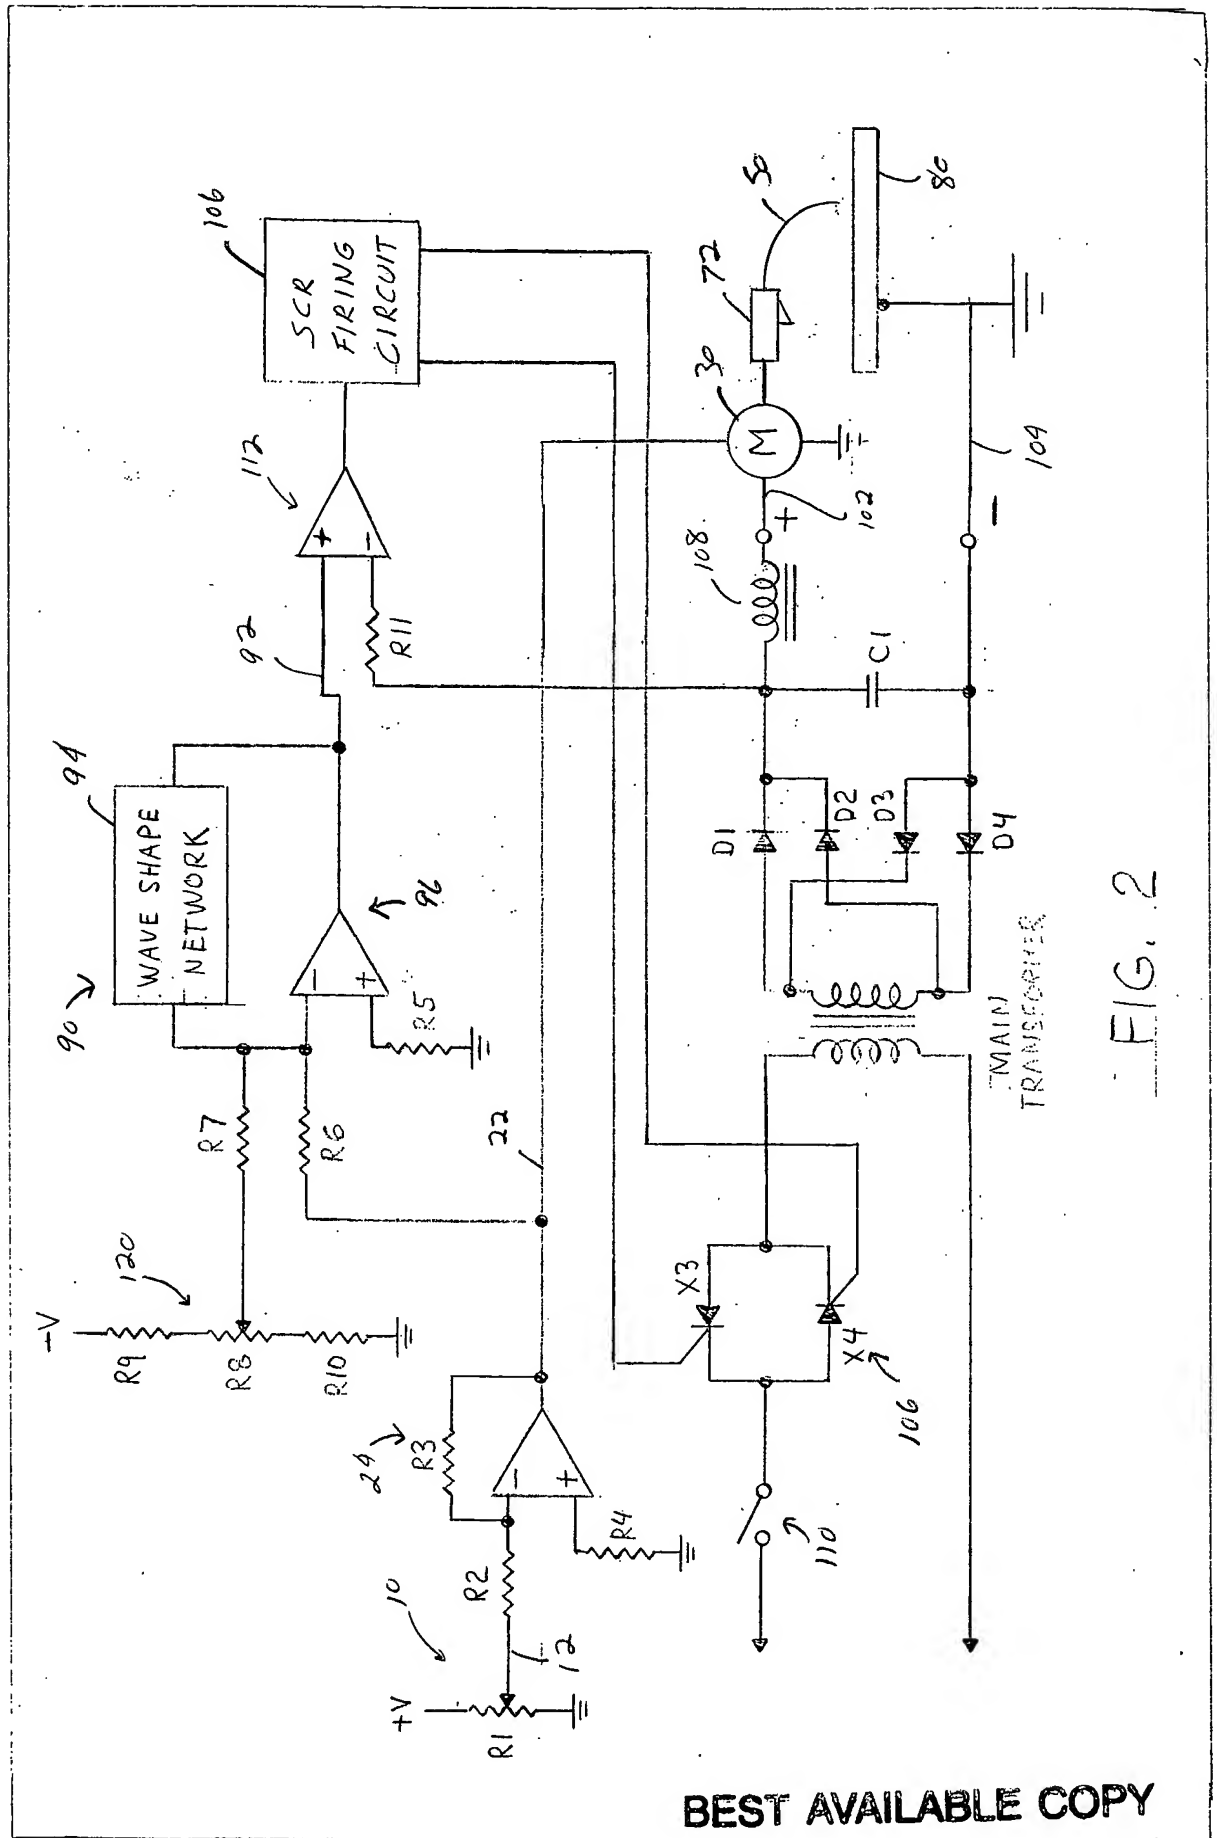 106
SCR
FIRING
CIRCUIT
112
+
−
92
R11
94
WAVE SHAPE
NETWORK
90
96
−
+
R5
R7
R6
120
−V
R9
R8
R10
22
24
R3
−
+
R2
R4
10
12
+V
R1
50
80
72
30
M
102
+
108
104
−
C1
D1
D2
D3
D4
MAIN
TRANSFORMER
X3
X4
106
110
FIG. 2
BEST AVAILABLE COPY